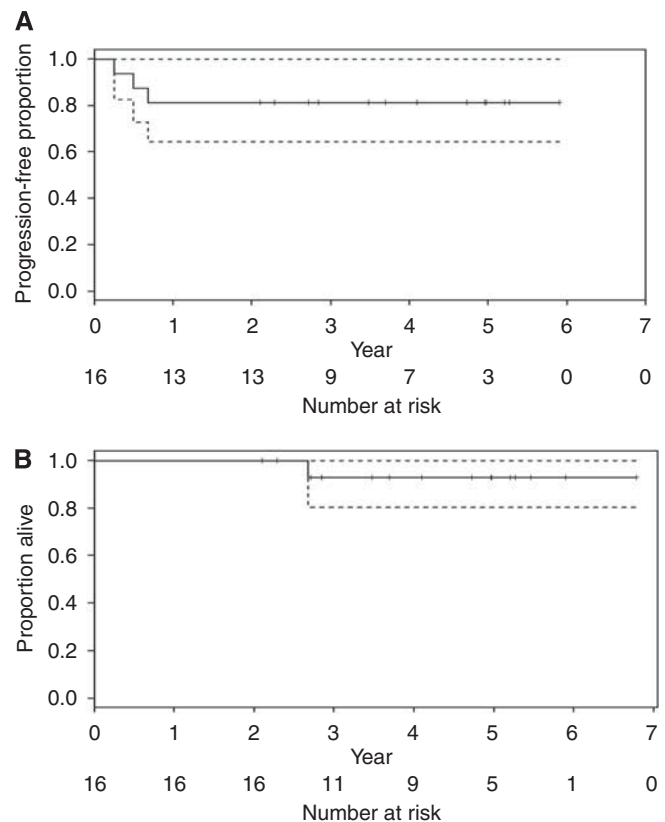 A
Progression-free proportion
1.0
0.8
0.6
0.4
0.2
0.0
0 1 2 3 4 5 6 7
Year
16 13 13 9 7 3 0 0
Number at risk
B
Proportion alive
1.0
0.8
0.6
0.4
0.2
0.0
0 1 2 3 4 5 6 7
Year
16 16 16 11 9 5 1 0
Number at risk